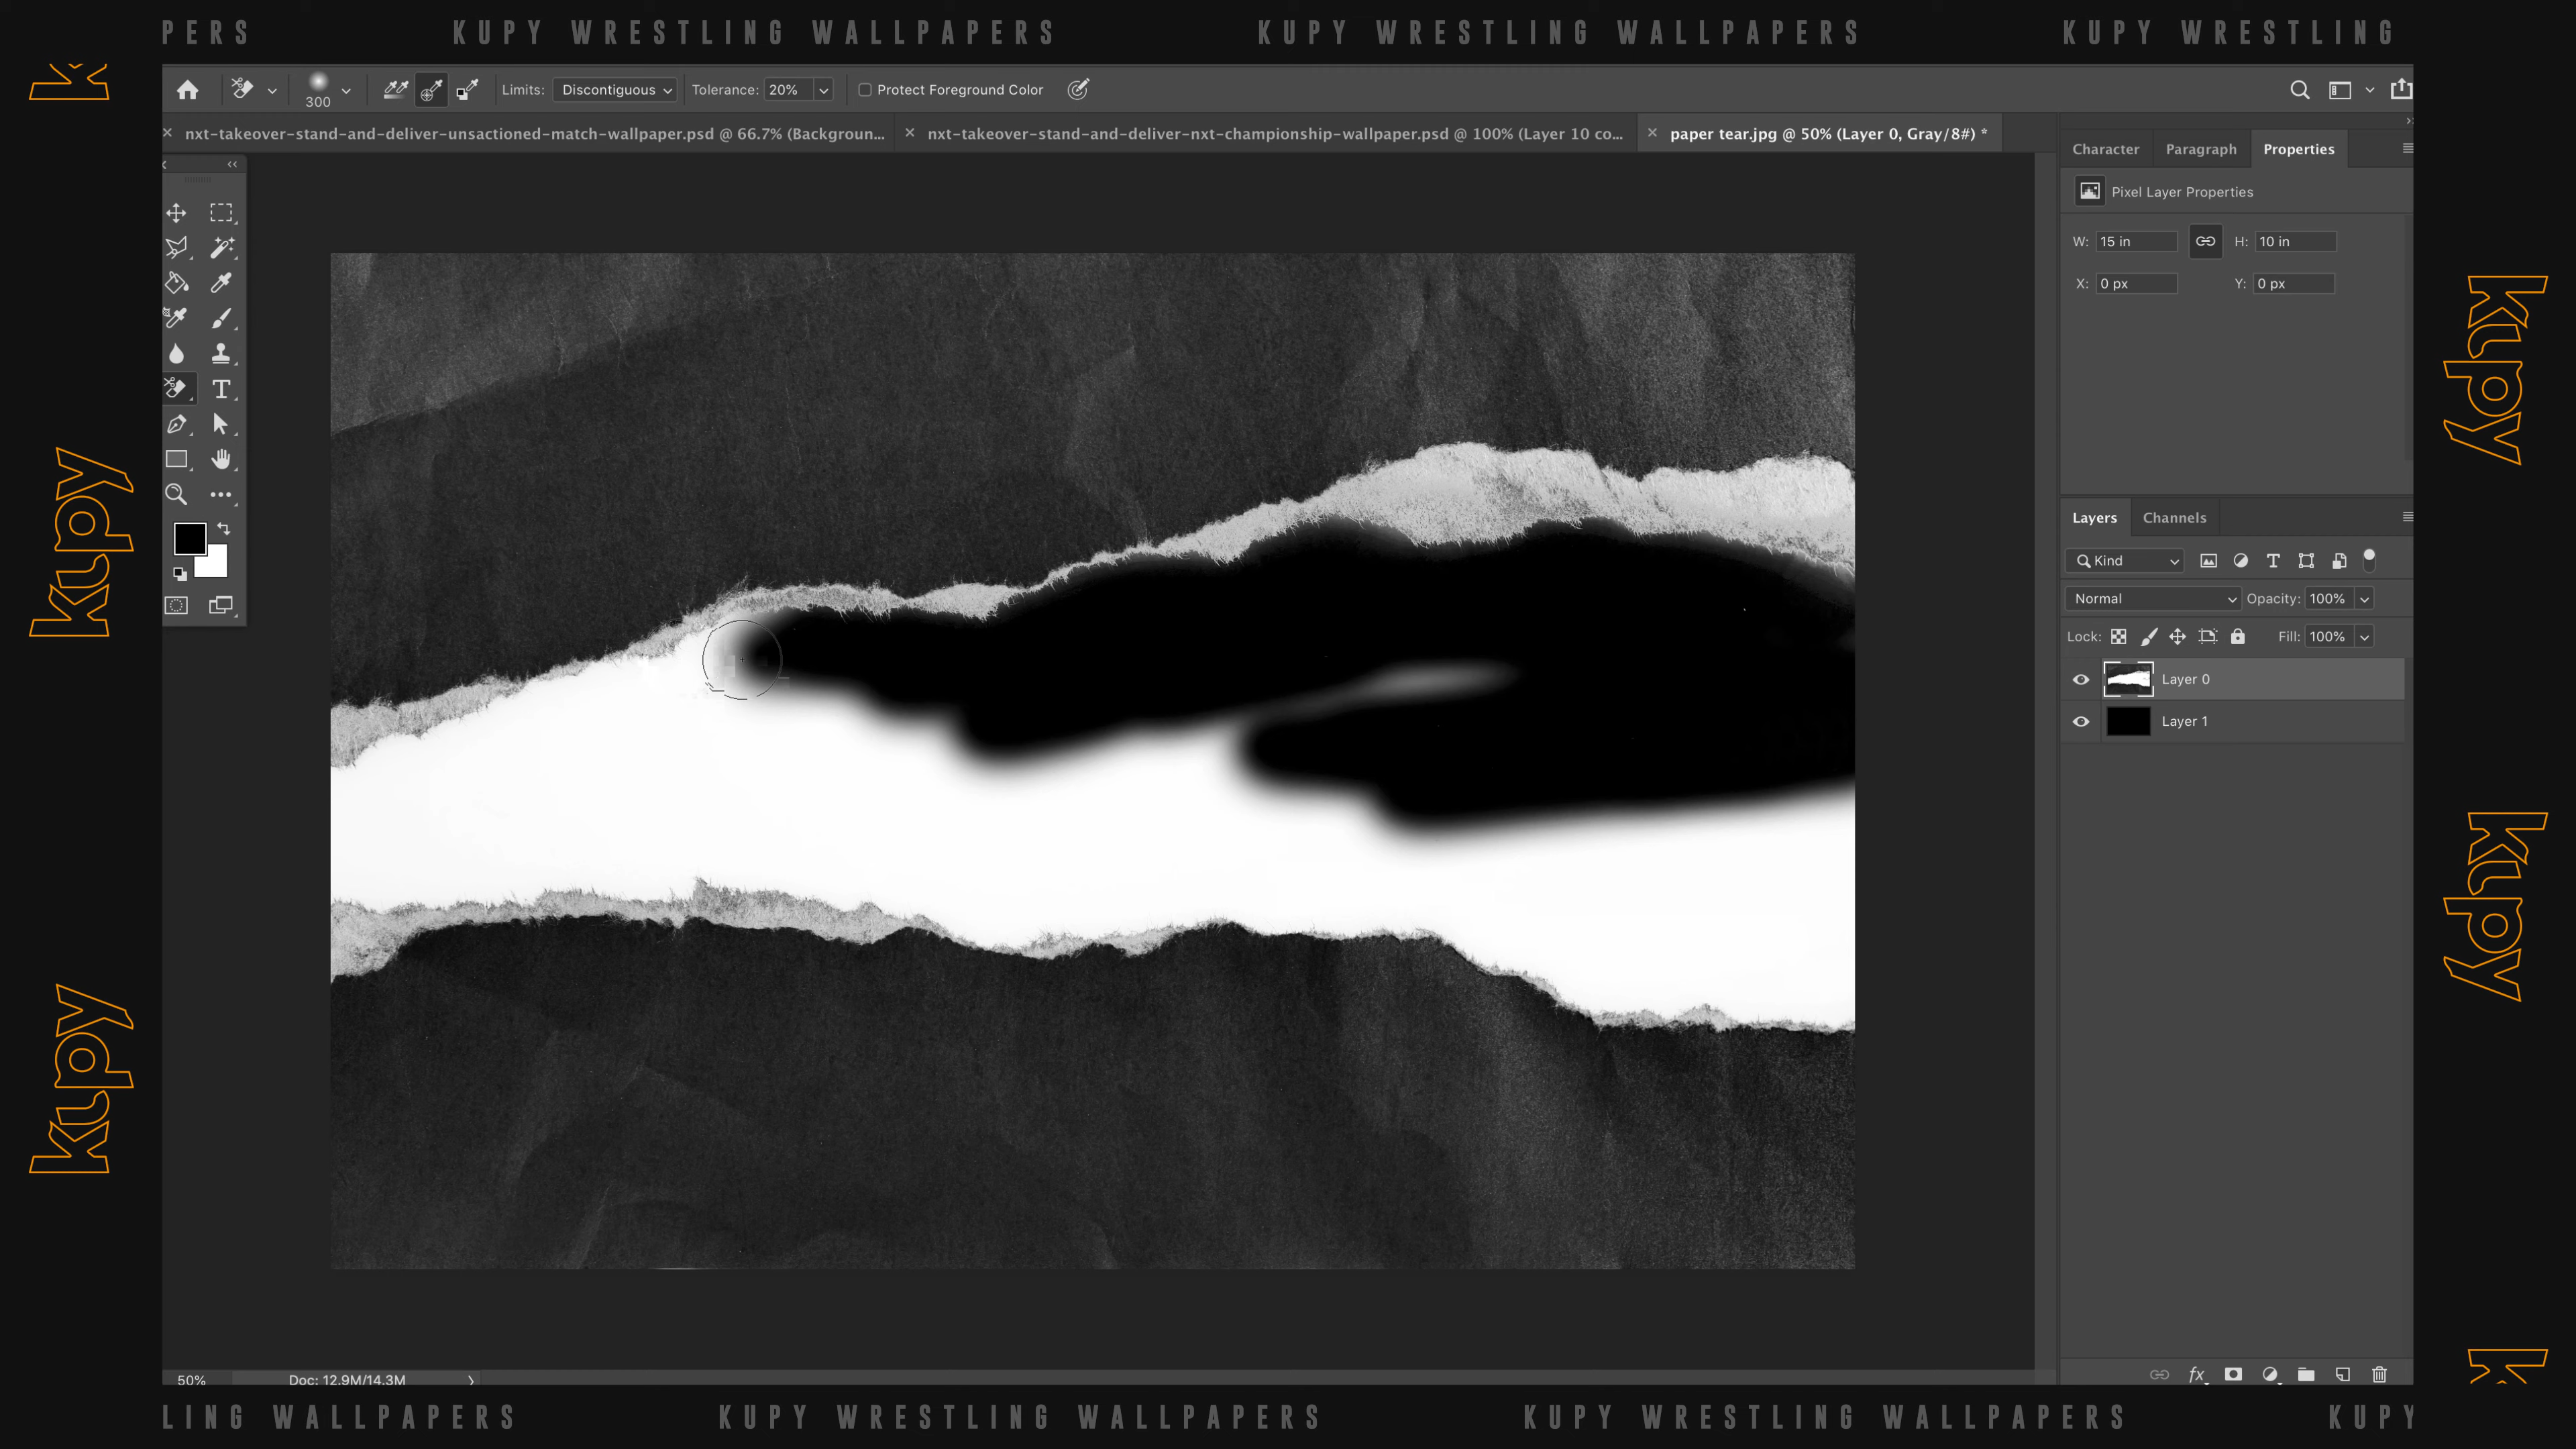 PERS KUPY WRESTLING WALLPAPERS KUPY WRESTLING WALLPAPERS KUPY WRESTLING
300
Limits: Discontiguous Tolerance: 20% Protect Foreground Color
nxt-takeover-stand-and-deliver-unsactioned-match-wallpaper.psd @ 66.7% (Backgroun...
nxt-takeover-stand-and-deliver-nxt-championship-wallpaper.psd @ 100% (Layer 10 co...
paper tear.jpg @ 50% (Layer 0, Gray/8#) *
Character Paragraph Properties
Pixel Layer Properties
W: 15 in H: 10 in
X: 0 px Y: 0 px
Layers Channels
Kind
Normal Opacity: 100%
Lock: Fill: 100%
Layer 0
Layer 1
50% Doc: 12.9M/14.3M
k
kupy
kupy
kupy
kupy
k
LING WALLPAPERS KUPY WRESTLING WALLPAPERS KUPY WRESTLING WALLPAPERS KUPY